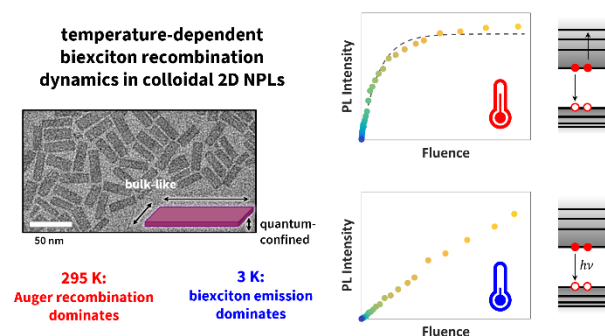 temperature-dependent
biexciton recombination
dynamics in colloidal 2D NPLs
bulk-like
quantum-
confined
50 nm
295 K:
Auger recombination
dominates
3 K:
biexciton emission
dominates
PL Intensity
Fluence
PL Intensity
Fluence
hν